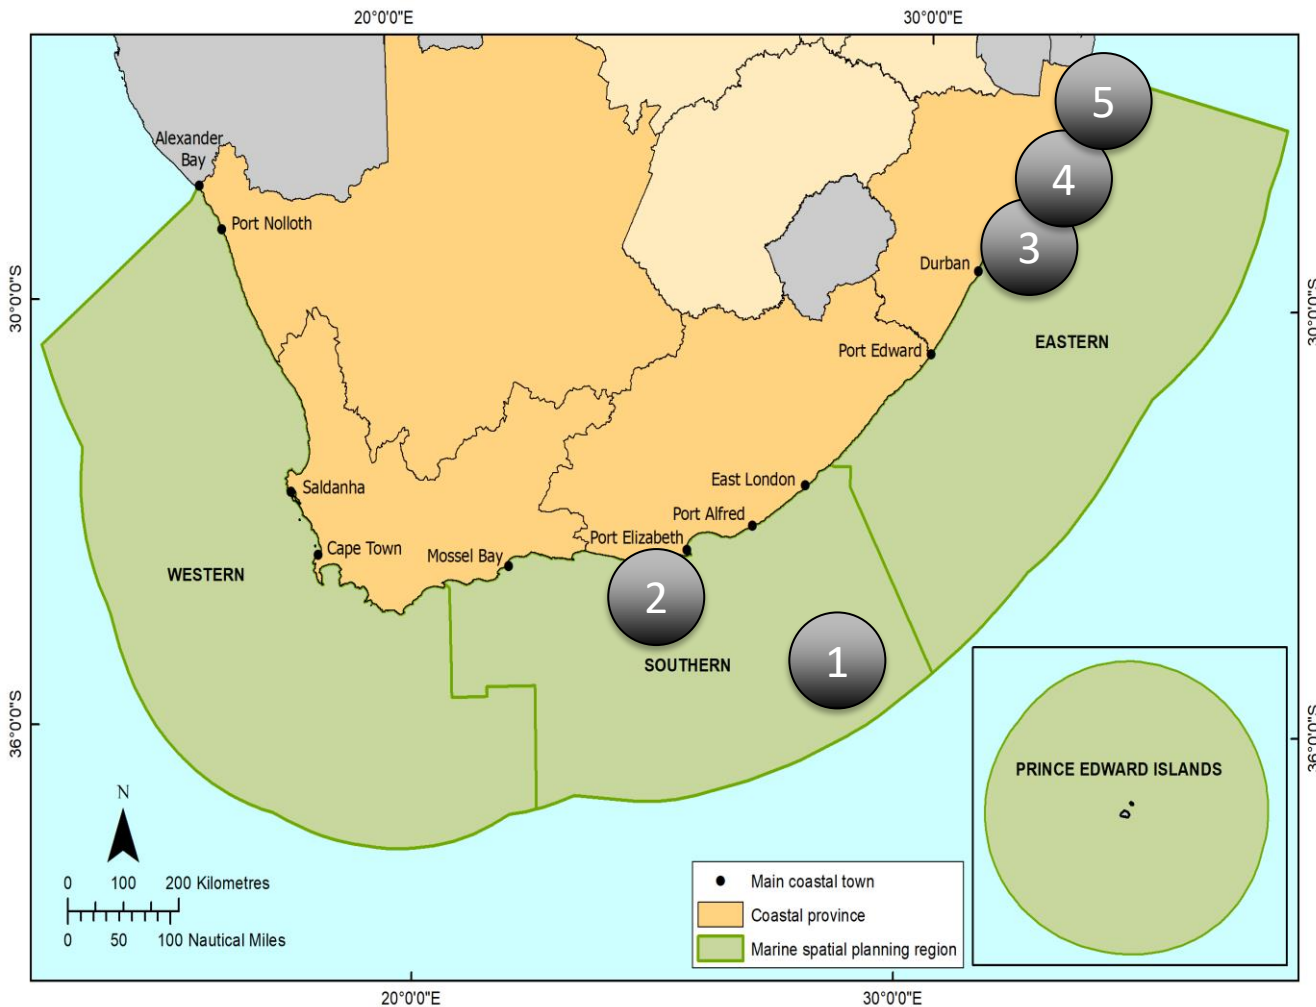 20°0'0"E
30°0'0"E
5
Alexander
Bay
4
Port Nolloth
3
Durban
30°0'0"S
30°0'0"S
EASTERN
Port Edward
East London
Saldanha
Port Alfred
Port Elizabeth
Cape Town
Mossel Bay
WESTERN
2
SOUTHERN
1
36°0'0"S
36°0'0"S
PRINCE EDWARD ISLANDS
N
0 100 200 Kilometres
0 50 100 Nautical Miles
Main coastal town
Coastal province
Marine spatial planning region
20°0'0"E
30°0'0"E